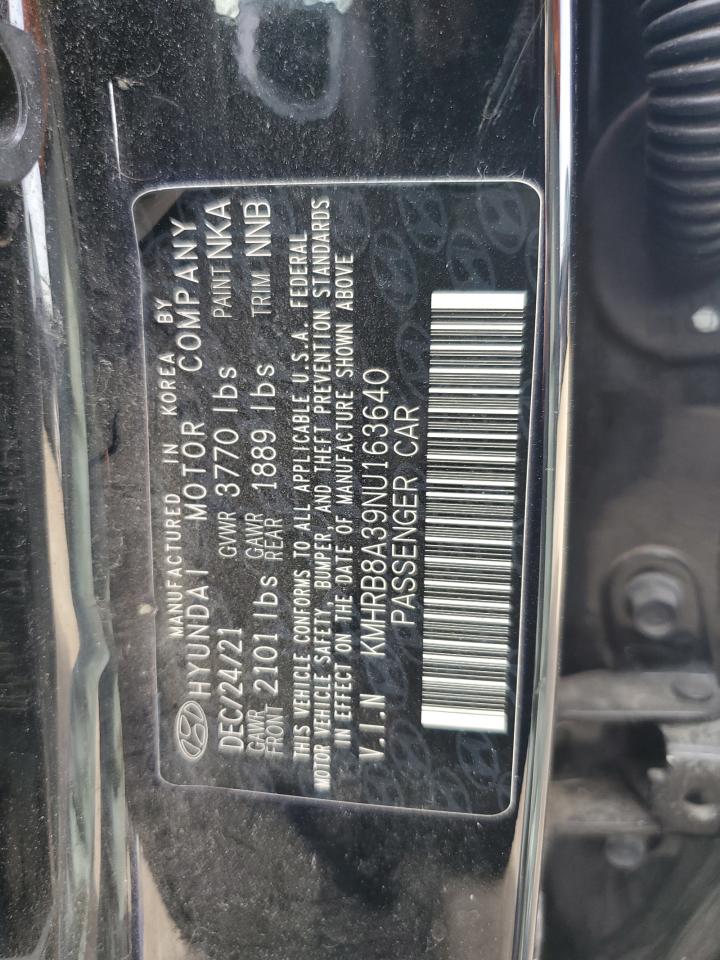 MANUFACTURED IN KOREA BY
HYUNDAI MOTOR COMPANY
DEC/24/21 GVWR 3770 lbs PAINT NKA
GAWR FRONT 2101 lbs GAWR REAR 1889 lbs TRIM NNB
THIS VEHICLE CONFORMS TO ALL APPLICABLE U.S.A. FEDERAL
MOTOR VEHICLE SAFETY, BUMPER, AND THEFT PREVENTION STANDARDS
IN EFFECT ON THE DATE OF MANUFACTURE SHOWN ABOVE
V.I.N KMHRB8A39NU163640
PASSENGER CAR